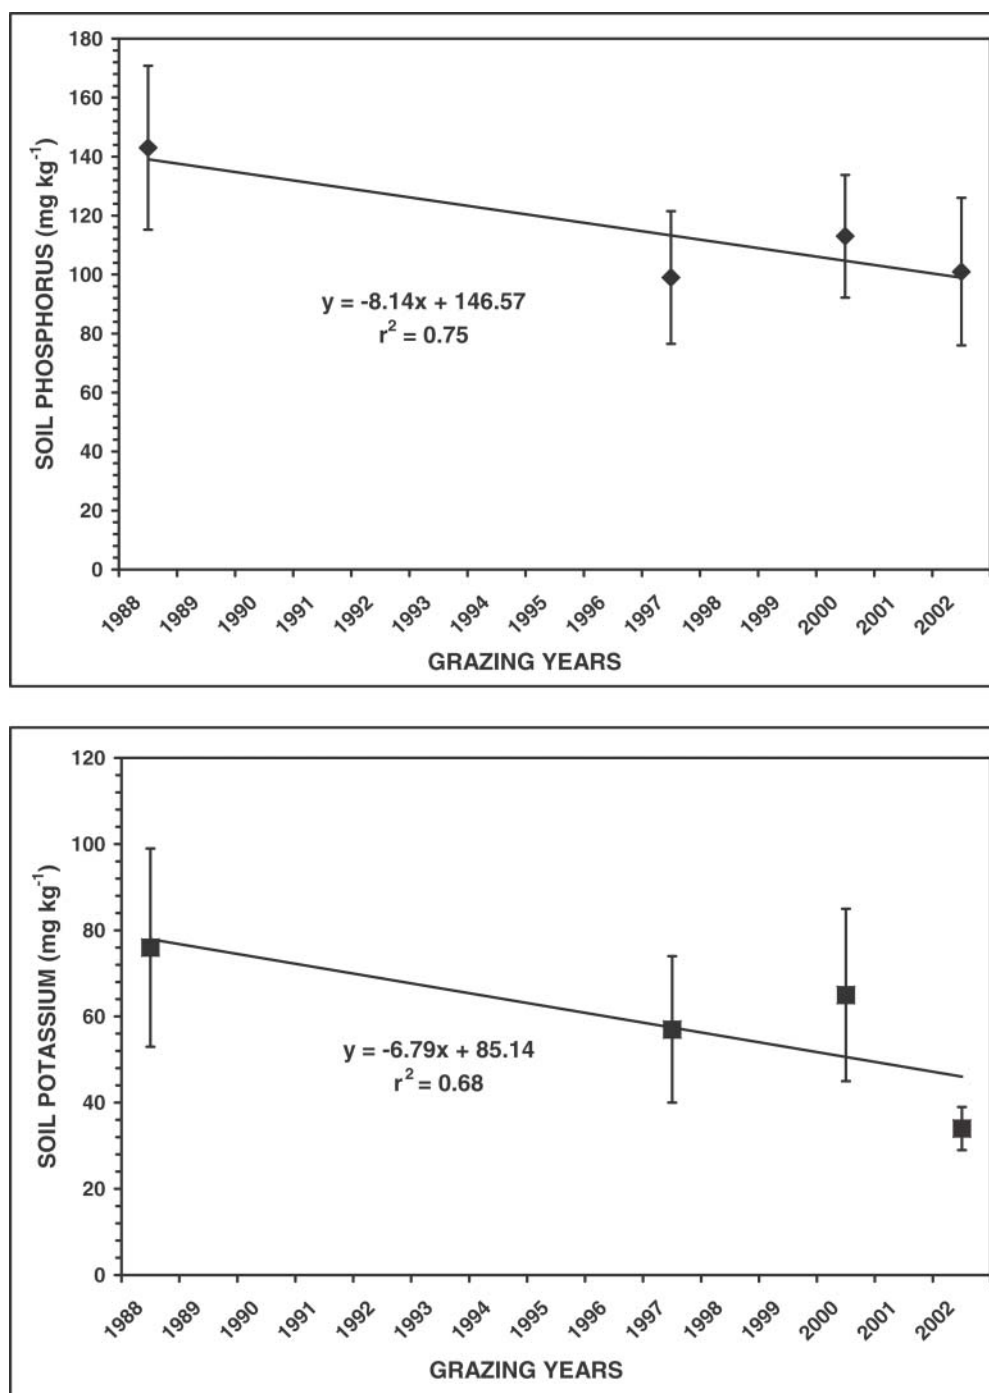 180
160
140
120
100
80
60
40
20
0
SOIL PHOSPHORUS (mg kg-1)
y = -8.14x + 146.57
r2 = 0.75
1988 1989 1990 1991 1992 1993 1994 1995 1996 1997 1998 1999 2000 2001 2002
GRAZING YEARS
120
100
80
60
40
20
0
SOIL POTASSIUM (mg kg-1)
y = -6.79x + 85.14
r2 = 0.68
1988 1989 1990 1991 1992 1993 1994 1995 1996 1997 1998 1999 2000 2001 2002
GRAZING YEARS